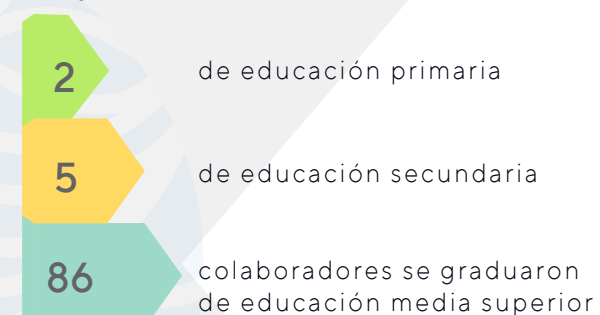 2
de educación primaria
5
de educación secundaria
86
colaboradores se graduaron
de educación media superior